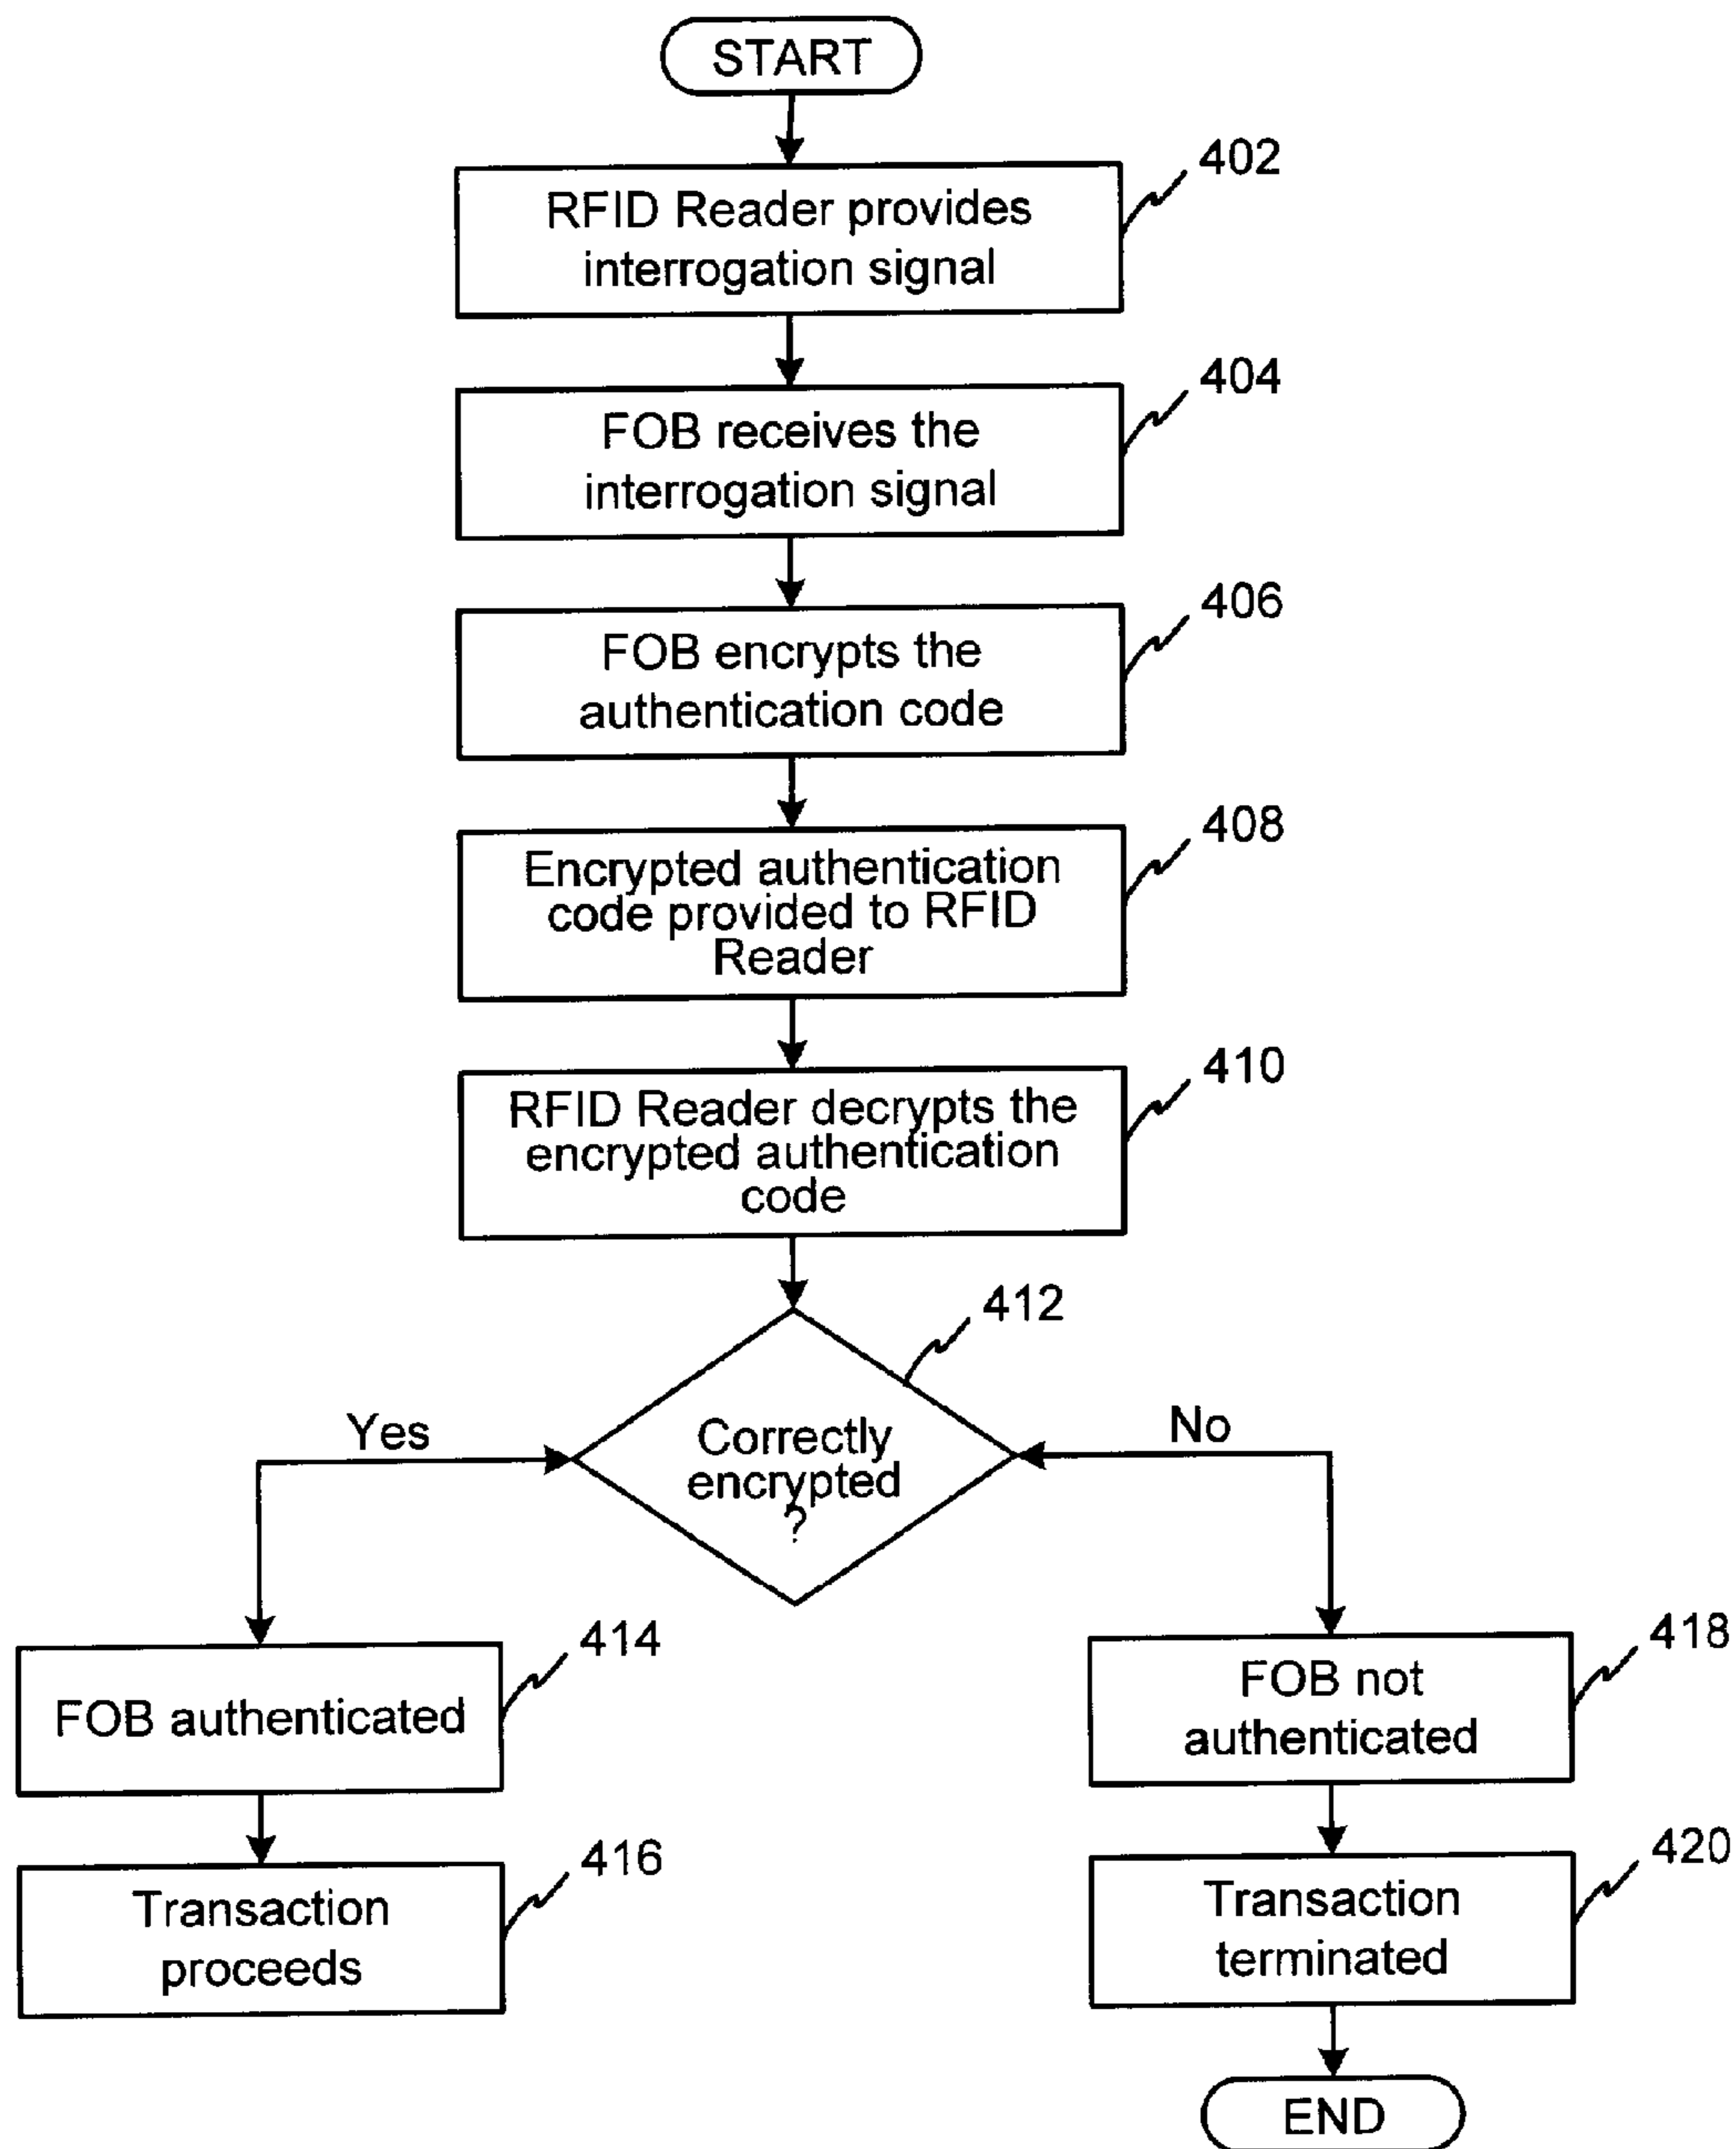 START
402
RFID Reader provides
interrogation signal
404
FOB receives the
interrogation signal
406
FOB encrypts the
authentication code
408
Encrypted authentication
code provided to RFID
Reader
410
RFID Reader decrypts the
encrypted authentication
code
412
Correctly
encrypted
?
Yes
No
414
FOB authenticated
416
Transaction
proceeds
418
FOB not
authenticated
420
Transaction
terminated
END